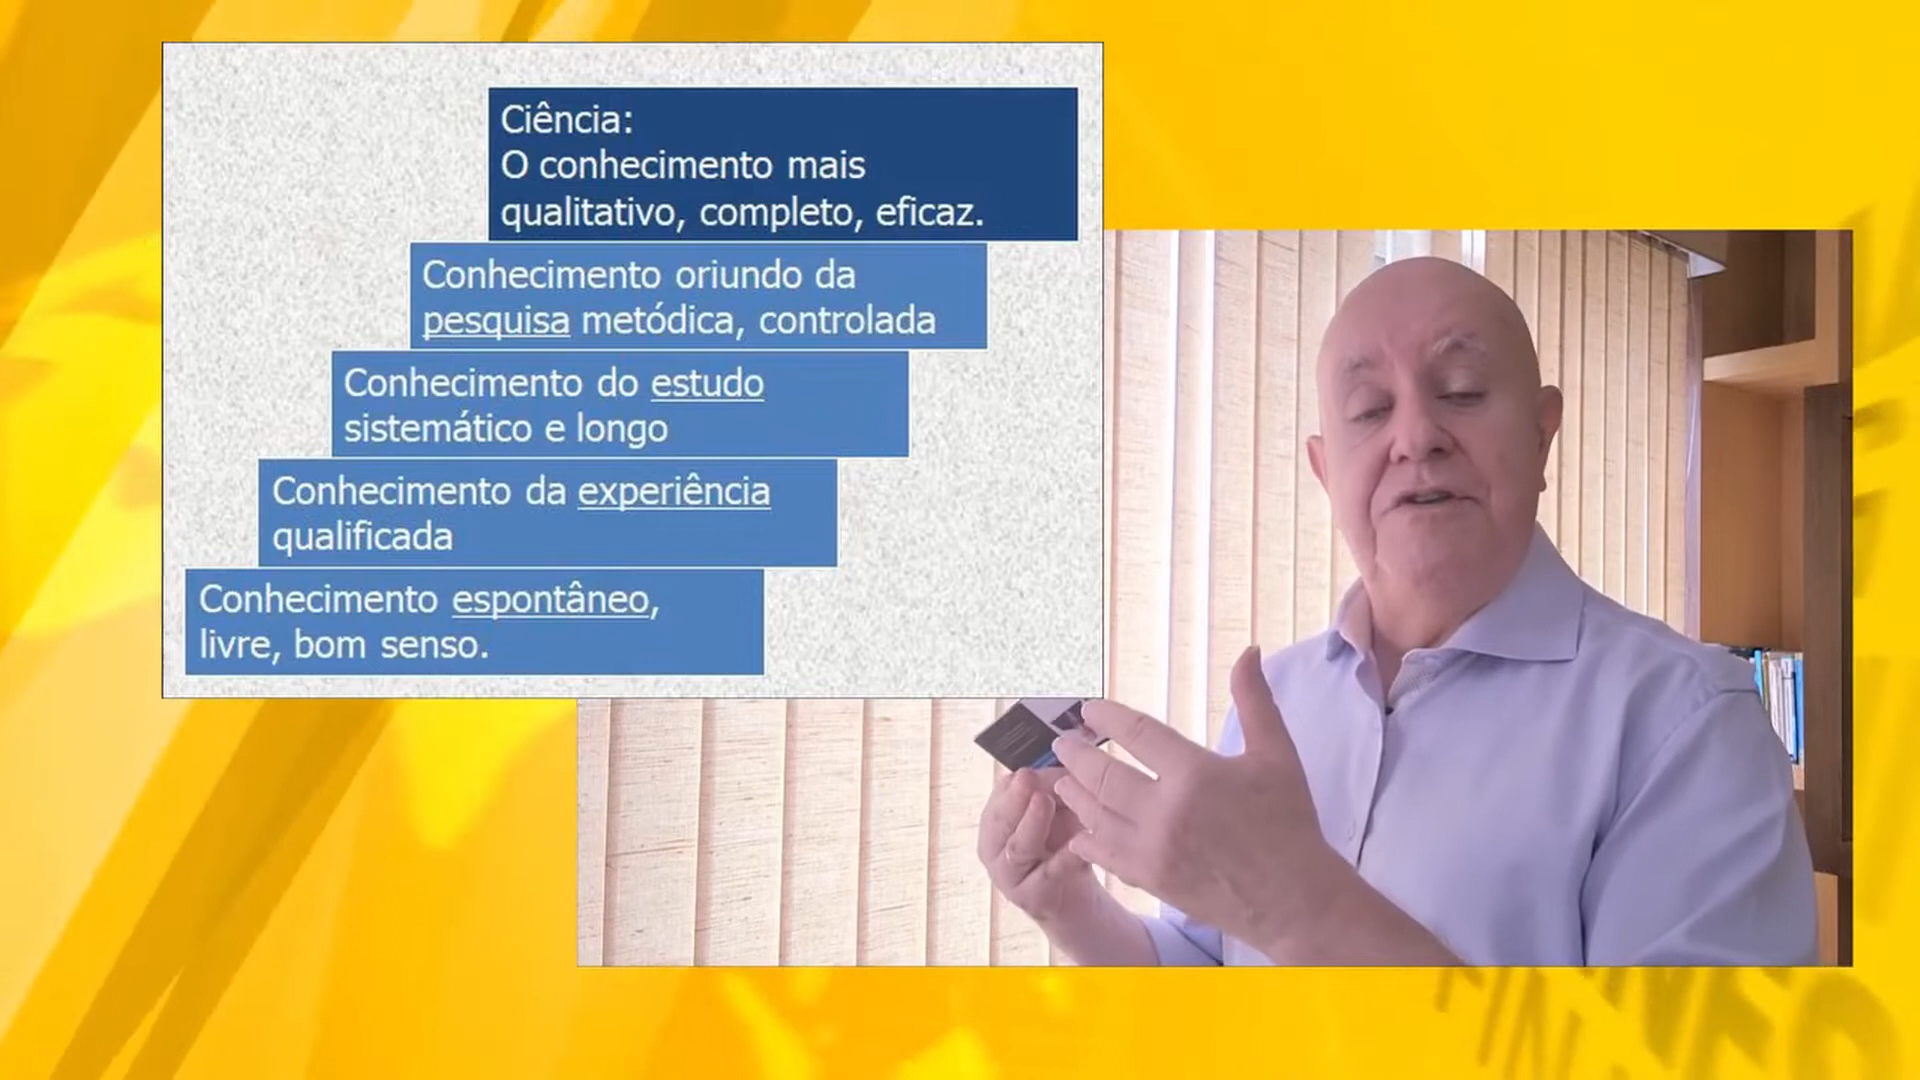 Ciência:
O conhecimento mais
qualitativo, completo, eficaz.
Conhecimento oriundo da
pesquisa metódica, controlada
Conhecimento do estudo
sistemático e longo
Conhecimento da experiência
qualificada
Conhecimento espontâneo,
livre, bom senso.